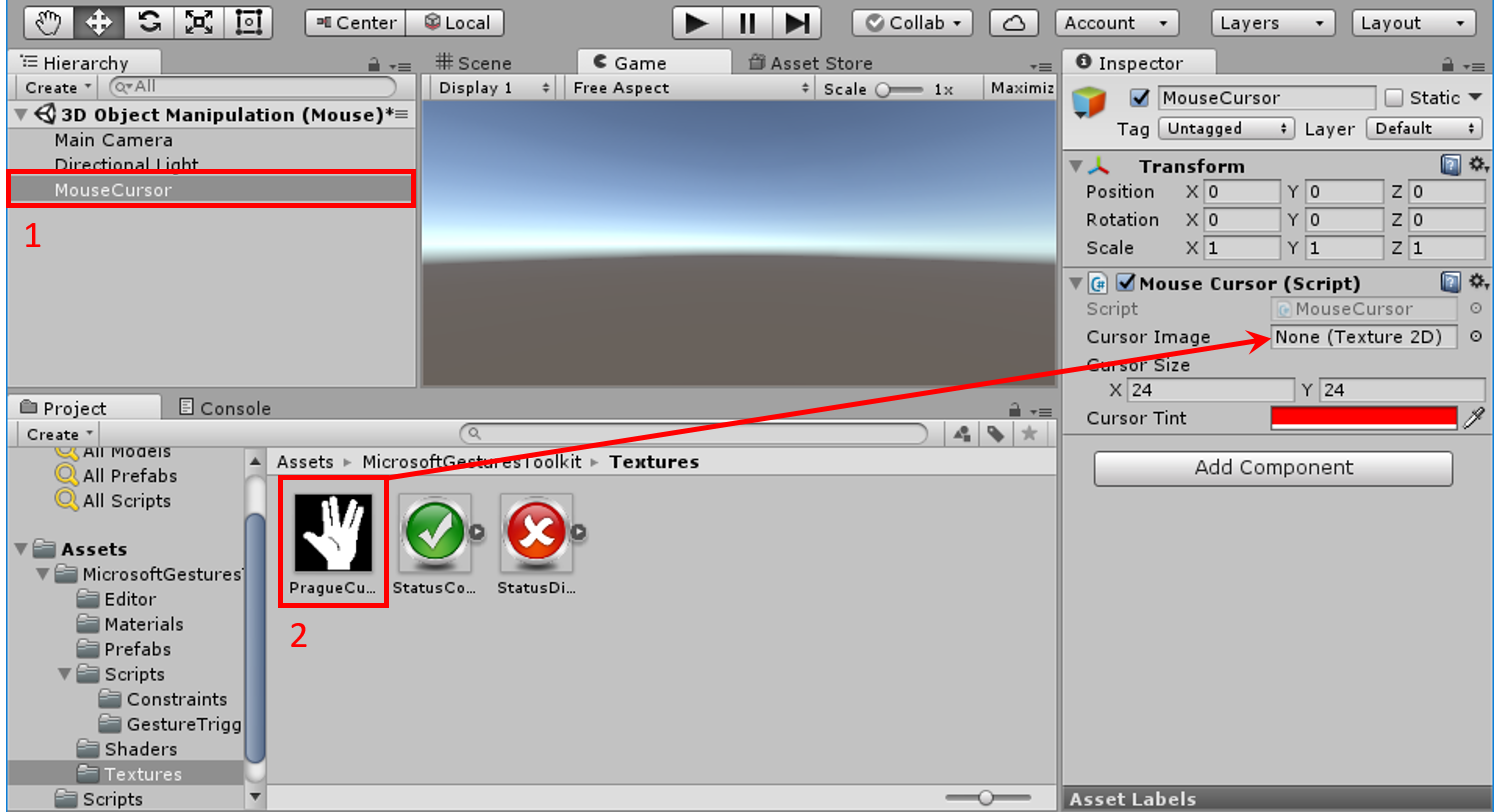 Center Local Collab Account Layers Layout
Hierarchy
Create All
3D Object Manipulation (Mouse)*
Main Camera
Directional Light
MouseCursor
1
Scene Game Asset Store
Display 1 Free Aspect Scale 1x Maximiz
Inspector
MouseCursor Static
Tag Untagged Layer Default
Transform
Position X 0 Y 0 Z 0
Rotation X 0 Y 0 Z 0
Scale X 1 Y 1 Z 1
Mouse Cursor (Script)
Script MouseCursor
Cursor Image None (Texture 2D)
Cursor Size
X 24 Y 24
Cursor Tint
Add Component
Project Console
Create
All Models
All Prefabs
All Scripts
Assets
MicrosoftGestures
Editor
Materials
Prefabs
Scripts
Constraints
GestureTrigg
Shaders
Textures
Scripts
Assets MicrosoftGesturesToolkit Textures
PragueCu... StatusCo... StatusDi...
2
Asset Labels